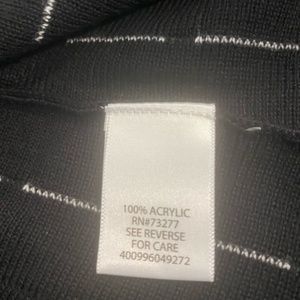 100% ACRYLIC
RN#73277
SEE REVERSE
FOR CARE
400996049272